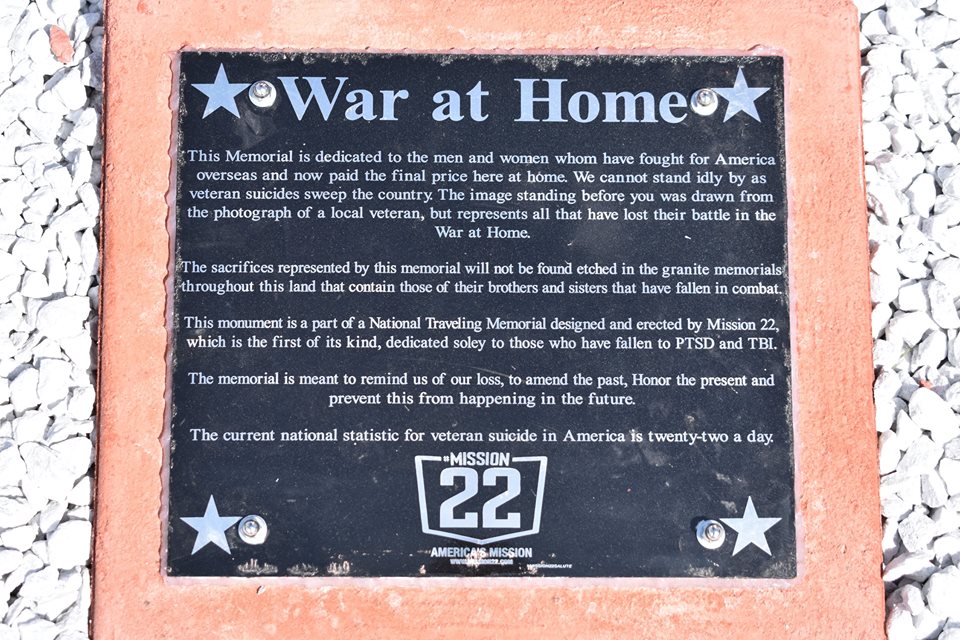 War at Home
This Memorial is dedicated to the men and women whom have fought for America
overseas and now paid the final price here at home. We cannot stand idly by as
veteran suicides sweep the country. The image standing before you was drawn from
the photograph of a local veteran, but represents all that have lost their battle in the
War at Home.
The sacrifices represented by this memorial will not be found etched in the granite memorials
throughout this land that contain those of their brothers and sisters that have fallen in combat.
This monument is a part of a National Traveling Memorial designed and erected by Mission 22,
which is the first of its kind, dedicated soley to those who have fallen to PTSD and TBI.
The memorial is meant to remind us of our loss, to amend the past, Honor the present and
prevent this from happening in the future.
The current national statistic for veteran suicide in America is twenty-two a day.
#MISSION
22
AMERICA'S MISSION
WWW.MISSION22.COM